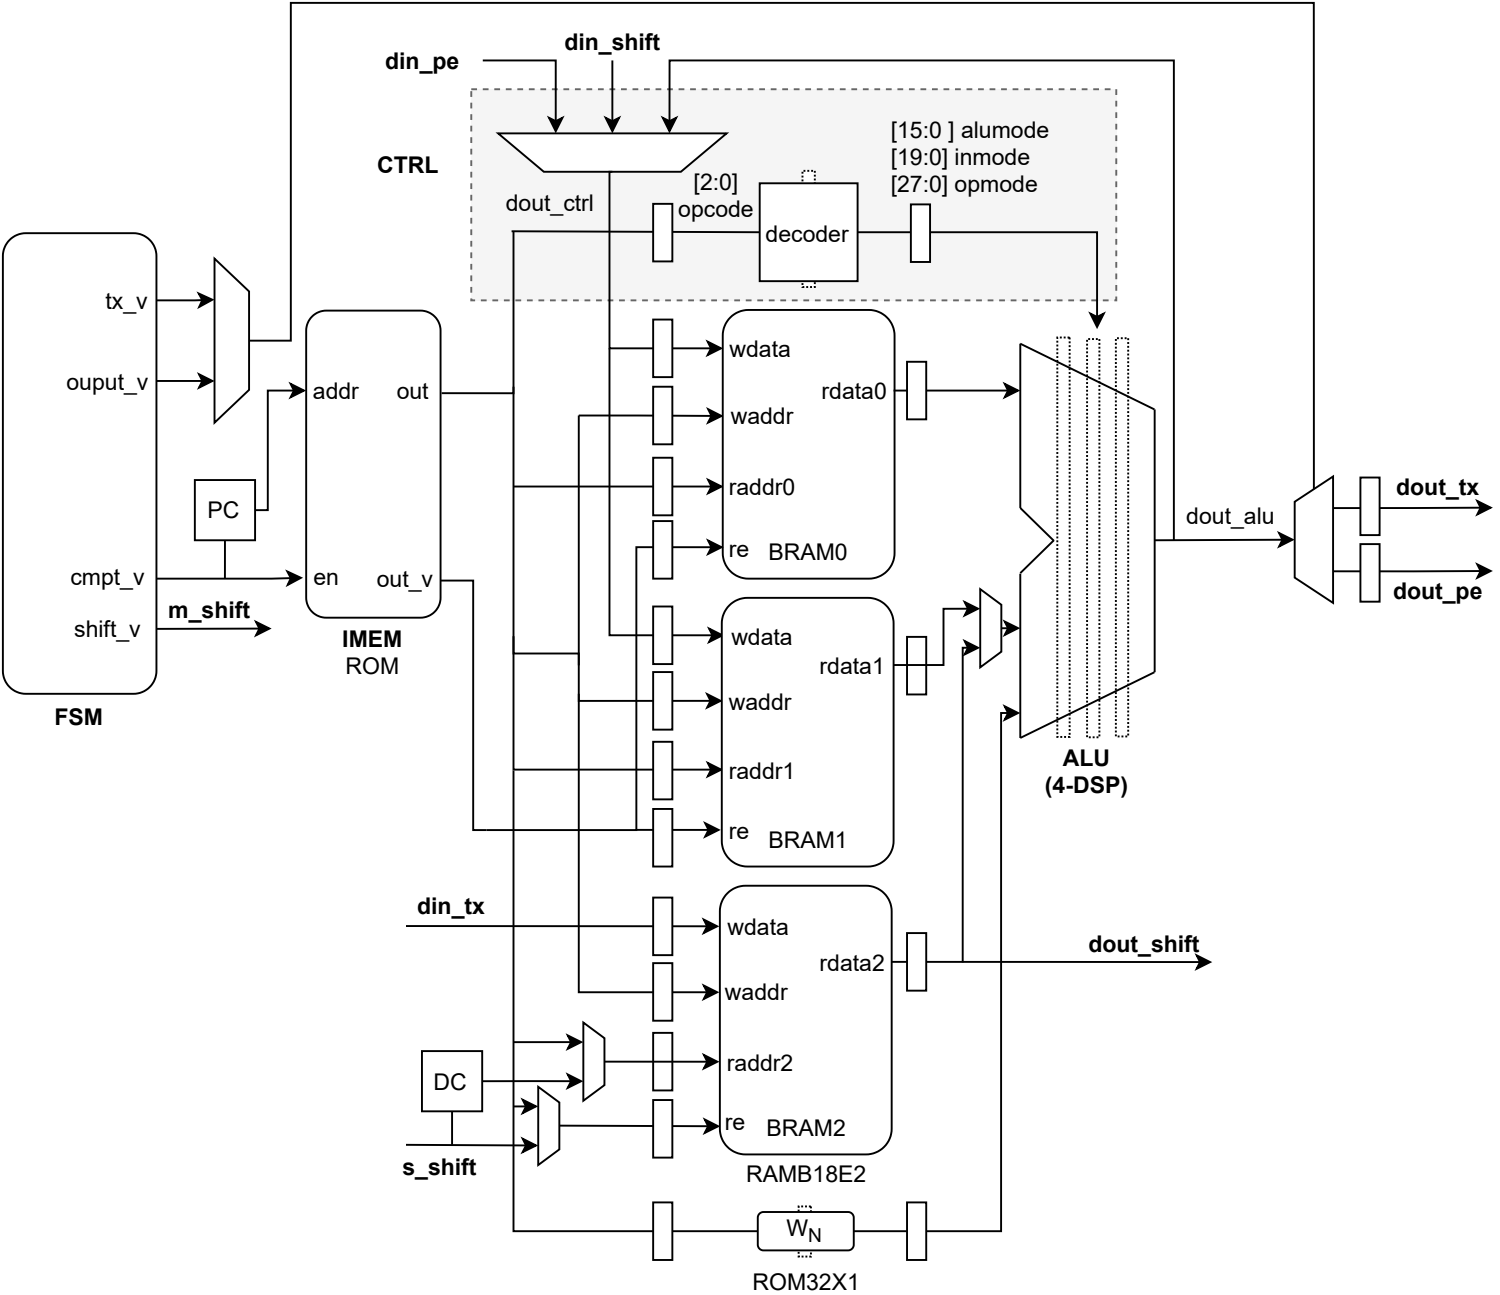 din_shift
din_pe
CTRL
[15:0 ] alumode
[19:0] inmode
[27:0] opmode
[2:0]
opcode
dout_ctrl
decoder
tx_v
ouput_v
cmpt_v
shift_v
FSM
PC
m_shift
addr
out
en
out_v
IMEM
ROM
wdata
waddr
raddr0
re
rdata0
BRAM0
wdata
waddr
raddr1
re
rdata1
BRAM1
ALU
(4-DSP)
dout_alu
dout_tx
dout_pe
din_tx
wdata
waddr
raddr2
re
rdata2
BRAM2
RAMB18E2
dout_shift
DC
s_shift
WN
ROM32X1